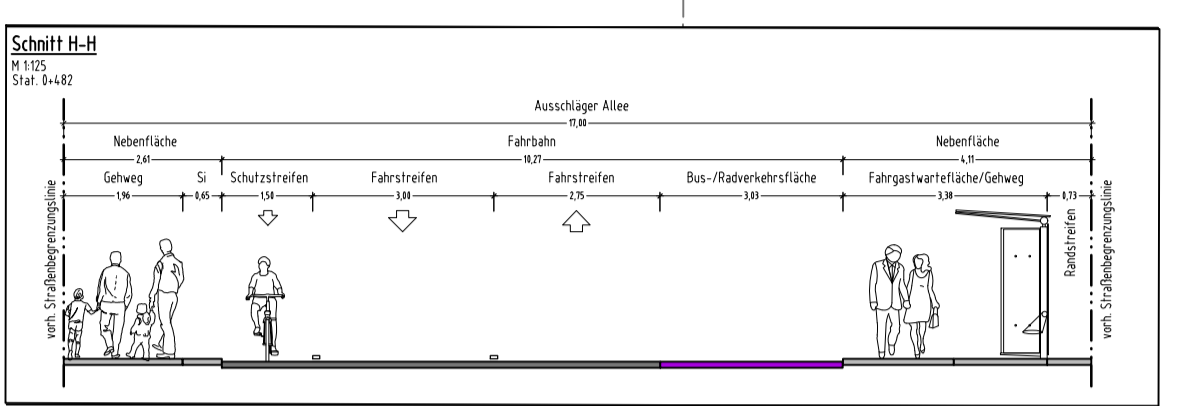 Schnitt H-H
M 1:125
Stat. 0+482
Ausschläger Allee
17,00
Nebenfläche Fahrbahn Nebenfläche
2,61 10,27 4,11
Gehweg Si Schutzstreifen Fahrstreifen Fahrstreifen Bus-/Radverkehrsfläche Fahrgastwartefläche/Gehweg
1,96 0,65 1,50 3,00 2,75 3,03 3,38 0,73
vorh. Straßenbegrenzungslinie
Randstreifen
vorh. Straßenbegrenzungslinie